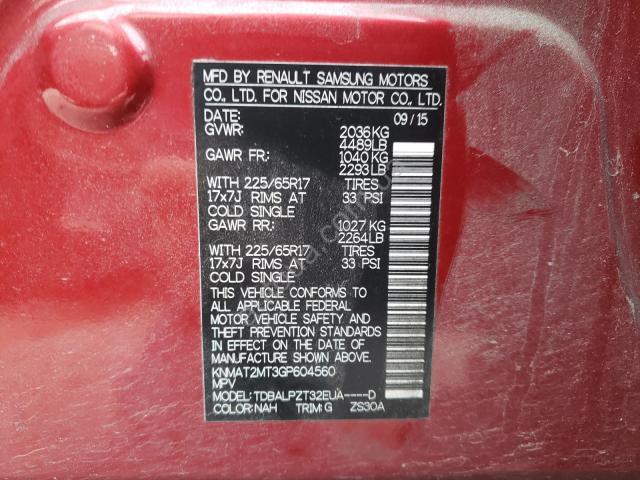 MFD BY RENAULT SAMSUNG MOTORS
CO., LTD. FOR NISSAN MOTOR CO., LTD.
DATE: 09/15
GVWR: 2036KG
4489LB
GAWR FR: 1040 KG
2293LB
WITH 225/65R17 TIRES
17x7J RIMS AT 33 PSI
COLD SINGLE
GAWR RR: 1027 KG
2264LB
WITH 225/65R17 TIRES
17x7J RIMS AT 33 PSI
COLD SINGLE
THIS VEHICLE CONFORMS TO
ALL APPLICABLE FEDERAL
MOTOR VEHICLE SAFETY AND
THEFT PREVENTION STANDARDS
IN EFFECT ON THE DATE OF
MANUFACTURE SHOWN ABOVE.
KNMAT2MT3GP604560
MPV
MODEL: TDBALPZT32EUA----D
COLOR: NAH TRIM: G ZS30A